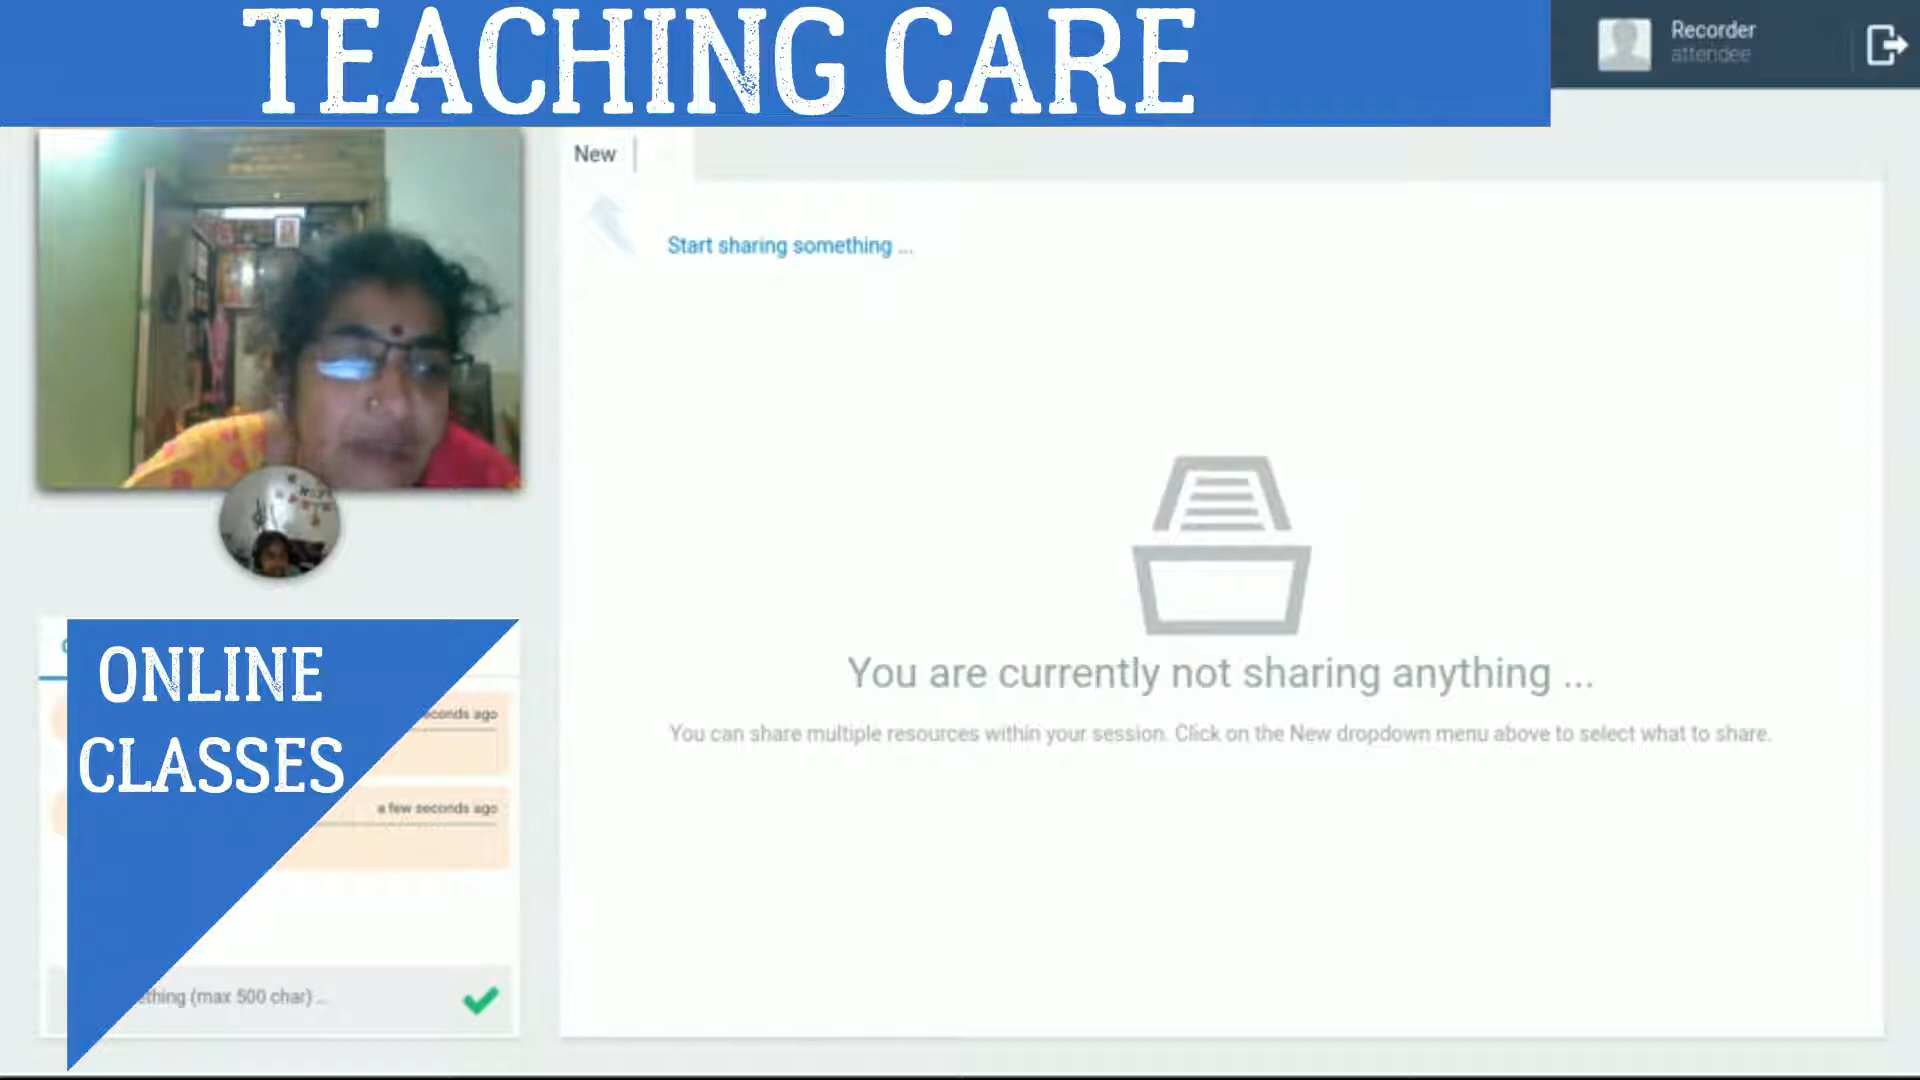 TEACHING CARE
Recorder
attendee
New
Start sharing something ...
You are currently not sharing anything ...
You can share multiple resources within your session. Click on the New dropdown menu above to select what to share.
ONLINE
CLASSES
seconds ago
a few seconds ago
(max 500 char) ...